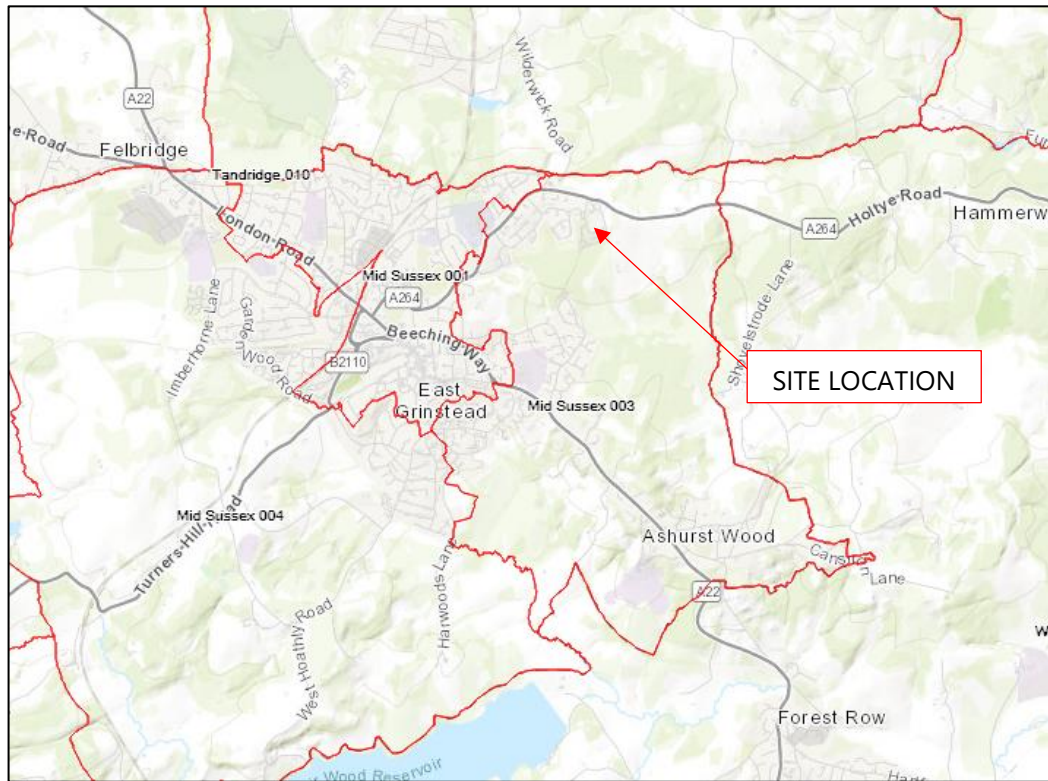 Wilderwick Road
A22
e-Road
Felbridge
Tandridge 010
London-Road
Holtye-Road
Hammerw
A264
Mid Sussex 001
A264
Imberhorne Lane
Garden Wood Road
Beeching-Way
B2110
Shovelstrode Lane
SITE LOCATION
East
Grinstead
Mid Sussex 003
Mid Sussex 004
Turners-Hill-Road
Harwoods Lane
Ashurst Wood
Lane
A22
West Hoathly Road
W
Forest Row
Wood Reservoir